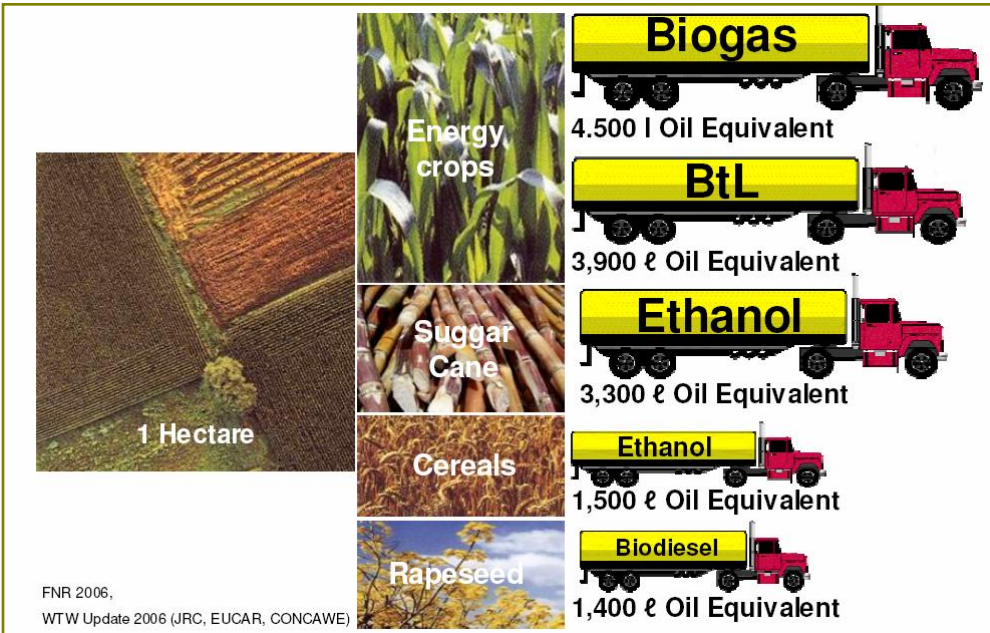 1 Hectare
Energy
crops
Suggar
Cane
Cereals
Rapeseed
Biogas
4.500 l Oil Equivalent
BtL
3,900 ℓ Oil Equivalent
Ethanol
3,300 ℓ Oil Equivalent
Ethanol
1,500 ℓ Oil Equivalent
Biodiesel
1,400 ℓ Oil Equivalent
FNR 2006,
WTW Update 2006 (JRC, EUCAR, CONCAWE)